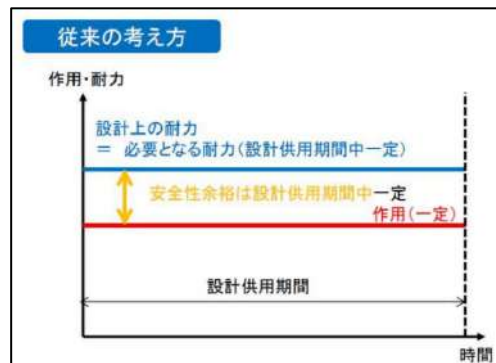 従来の考え方
作用・耐力
設計上の耐力
＝ 必要となる耐力(設計供用期間中一定)
安全性余裕は設計供用期間中一定
作用(一定)
設計供用期間
時間